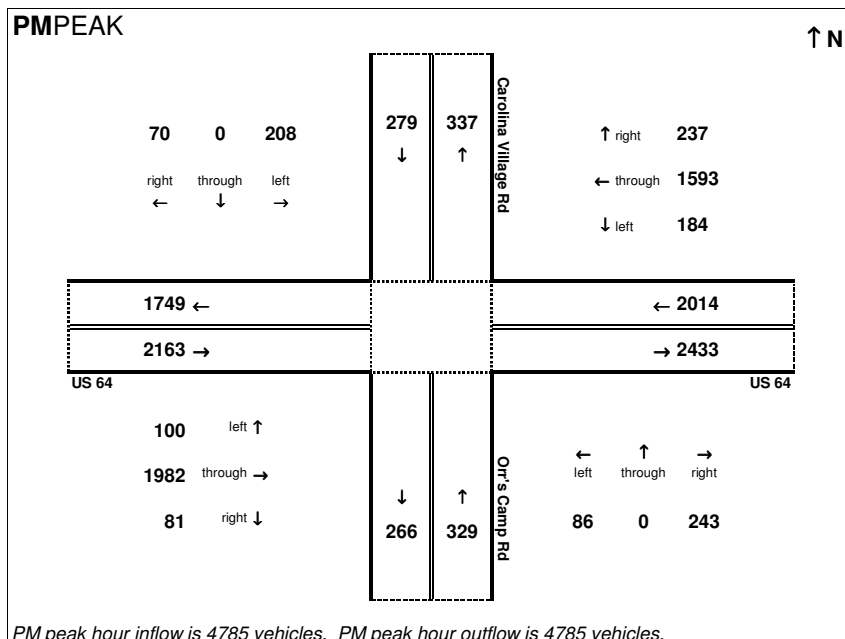 PMPEAK
↑ N
279 337
↓ ↑
Carolina Village Rd
70 0 208
right through left
← ↓ →
↑ right 237
← through 1593
↓ left 184
1749 ←
← 2014
2163 →
→ 2433
US 64
US 64
100 left ↑
1982 through →
81 right ↓
↓ ↑
266 329
Orr's Camp Rd
← ↑ →
left through right
86 0 243
PM peak hour inflow is 4785 vehicles. PM peak hour outflow is 4785 vehicles.